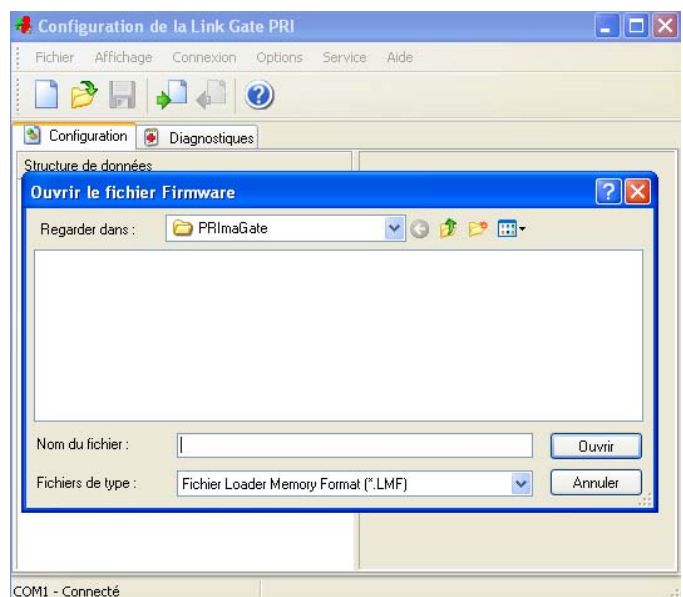 Configuration de la Link Gate PRI
Fichier Affichage Connexion Options Service Aide
Configuration Diagnostiques
Structure de données
Ouvrir le fichier Firmware
Regarder dans : PRImaGate
Nom du fichier :
Ouvrir
Fichiers de type : Fichier Loader Memory Format (*.LMF)
Annuler
COM1 - Connecté